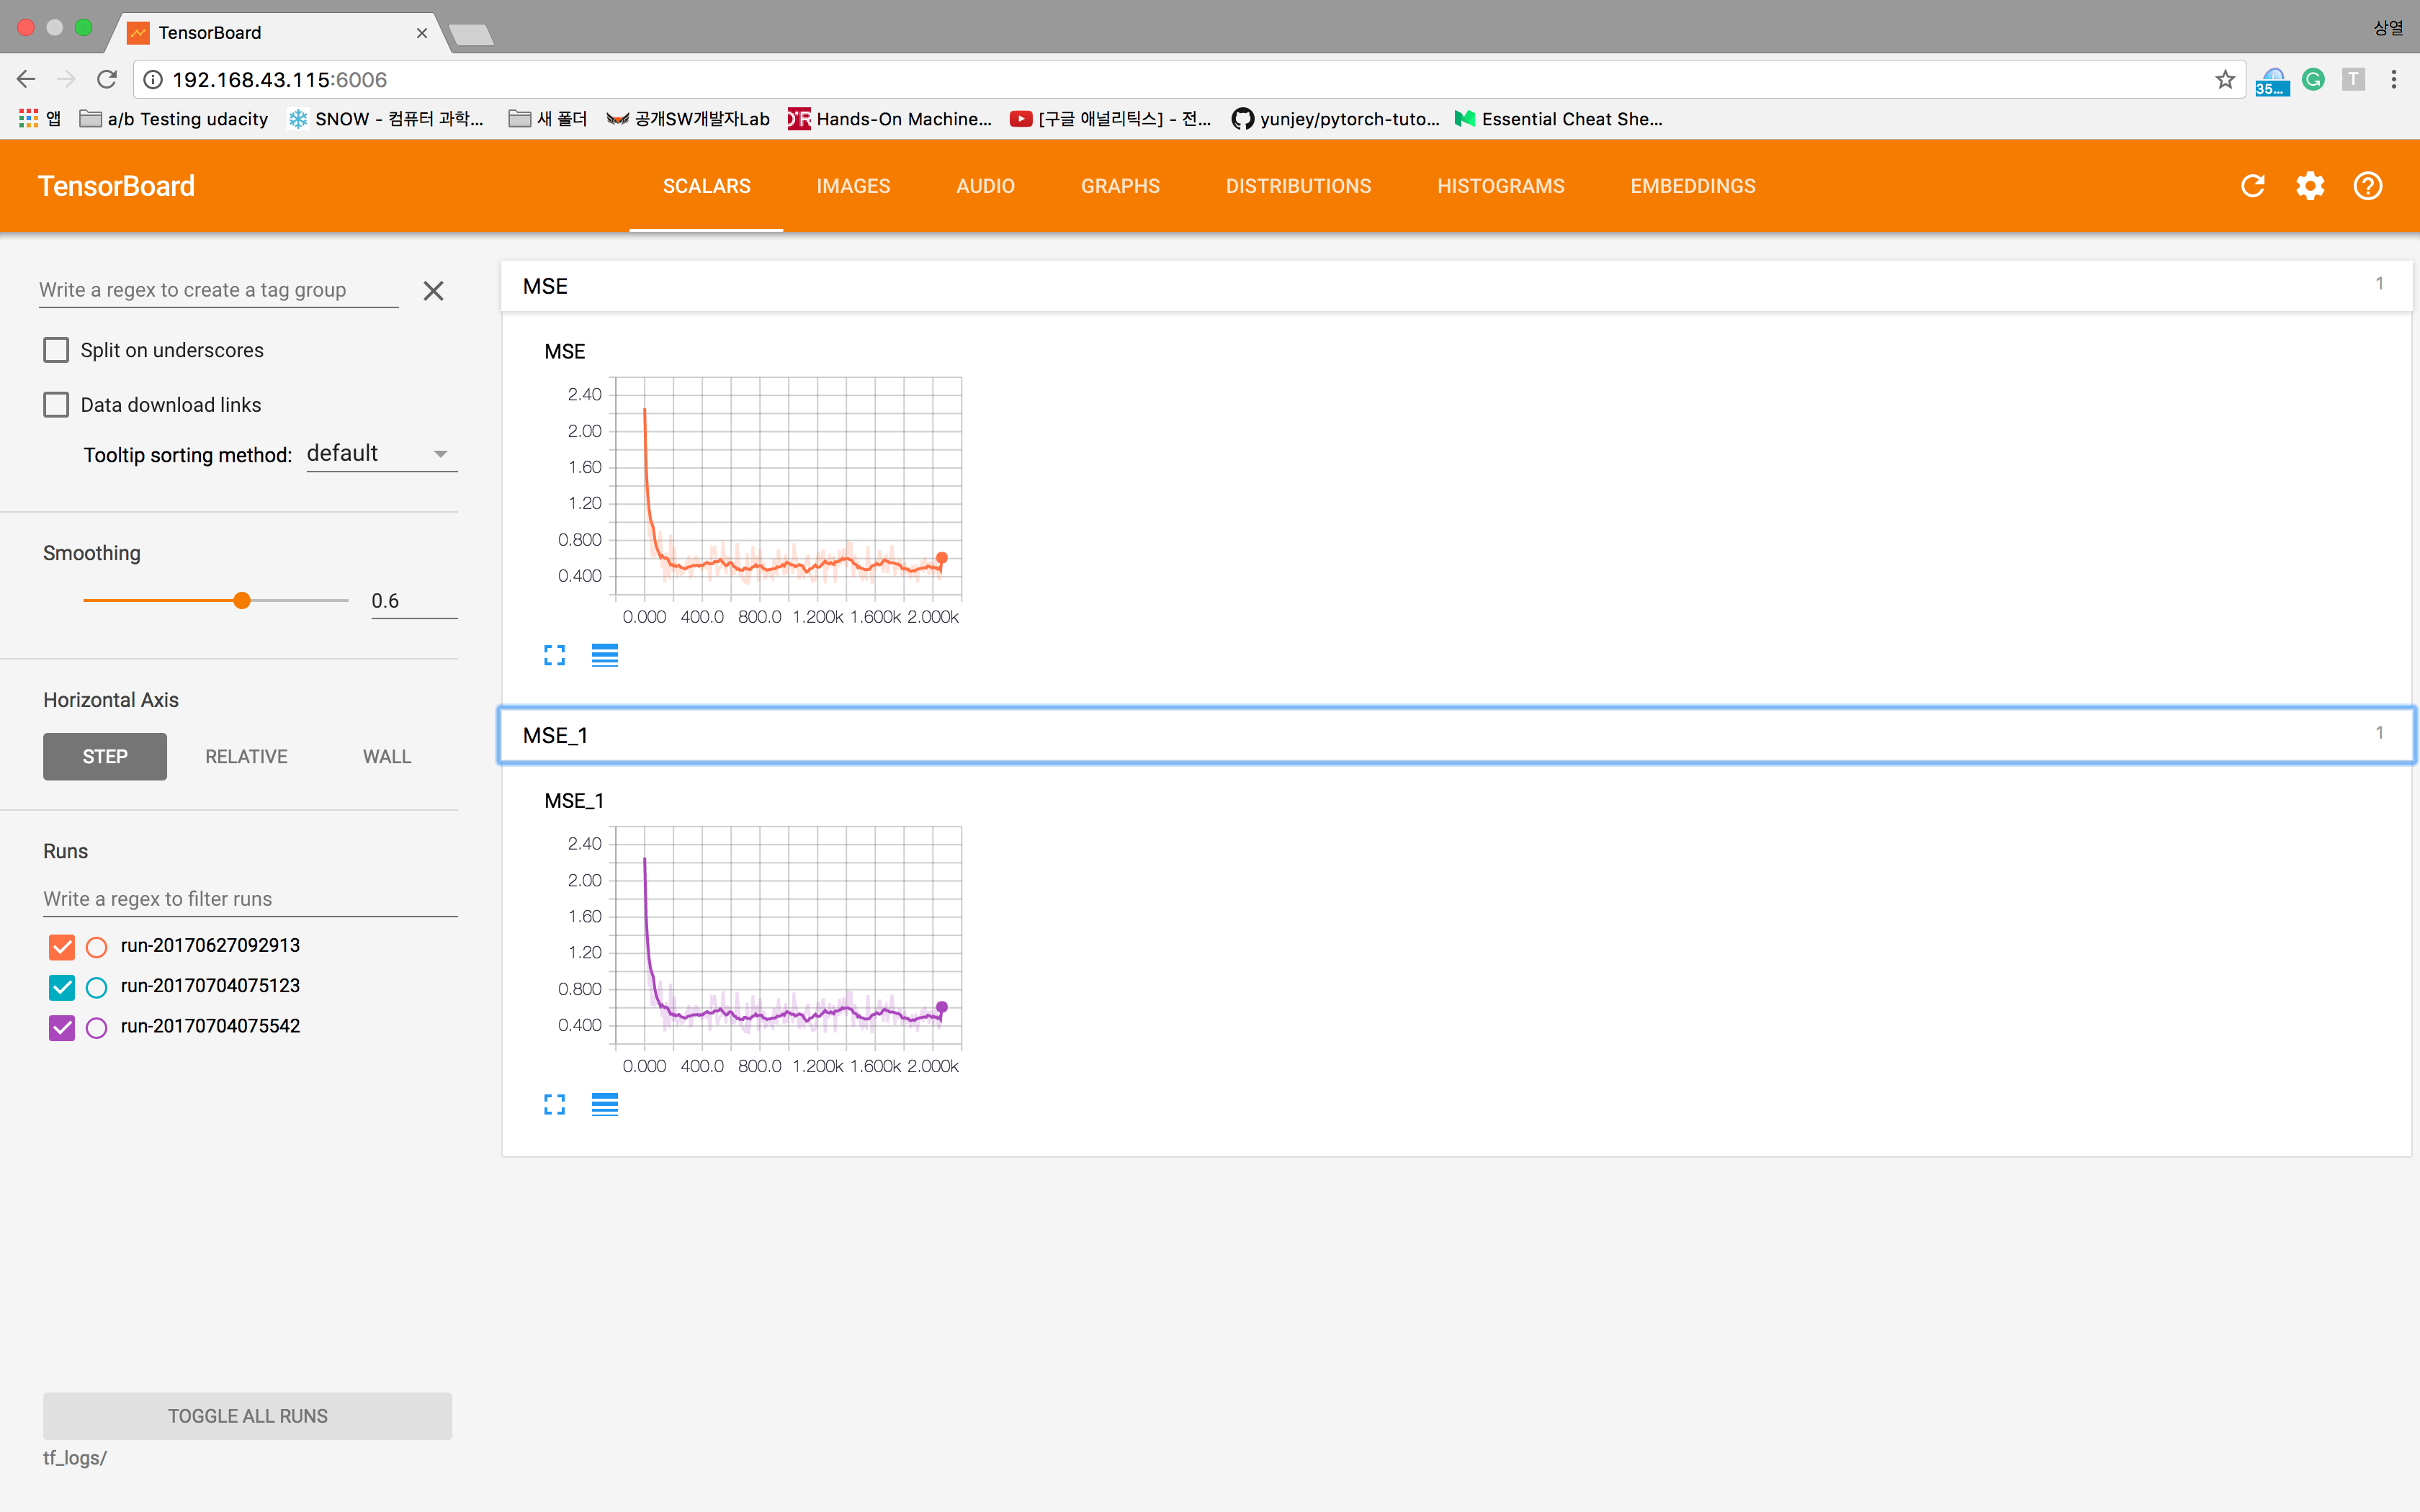 TensorBoard
상열
192.168.43.115:6006
35...
G
T
앱
a/b Testing udacity
SNOW - 컴퓨터 과학...
새 폴더
공개SW개발자Lab
Hands-On Machine...
[구글 애널리틱스] - 전...
yunjey/pytorch-tuto...
Essential Cheat She...
TensorBoard
SCALARS
IMAGES
AUDIO
GRAPHS
DISTRIBUTIONS
HISTOGRAMS
EMBEDDINGS
Write a regex to create a tag group
Split on underscores
Data download links
Tooltip sorting method: default
Smoothing
0.6
Horizontal Axis
STEP
RELATIVE
WALL
Runs
Write a regex to filter runs
run-20170627092913
run-20170704075123
run-20170704075542
TOGGLE ALL RUNS
tf_logs/
MSE
1
MSE
2.40
2.00
1.60
1.20
0.800
0.400
0.000 400.0 800.0 1.200k 1.600k 2.000k
MSE_1
1
MSE_1
2.40
2.00
1.60
1.20
0.800
0.400
0.000 400.0 800.0 1.200k 1.600k 2.000k